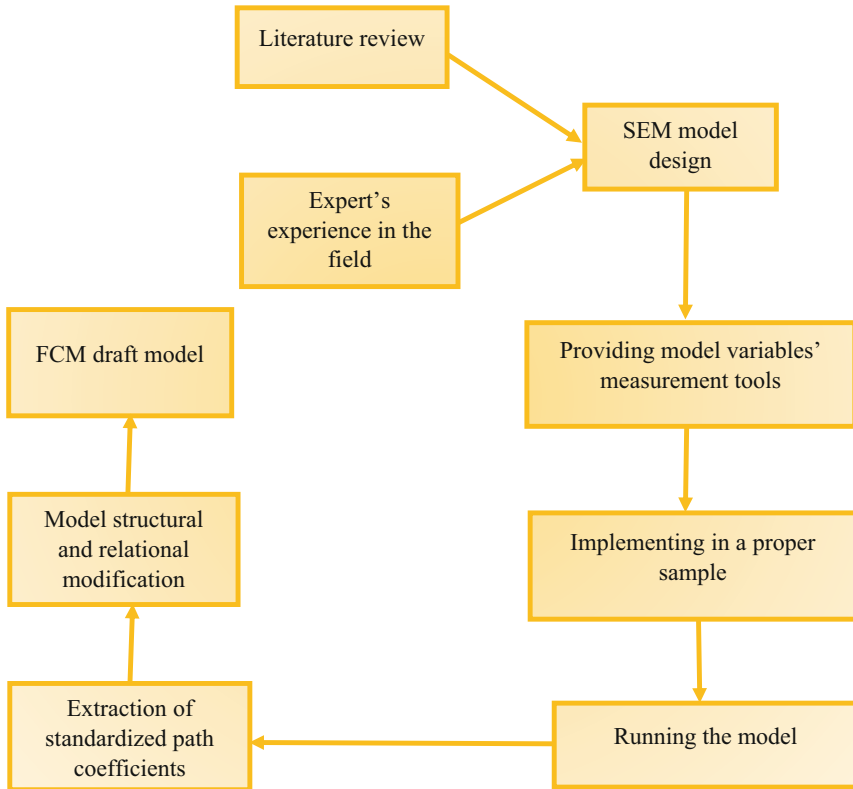 Literature review
SEM model
design
Expert’s
experience in the
field
Providing model variables’
measurement tools
Implementing in a proper
sample
Running the model
Extraction of
standardized path
coefficients
Model structural
and relational
modification
FCM draft model